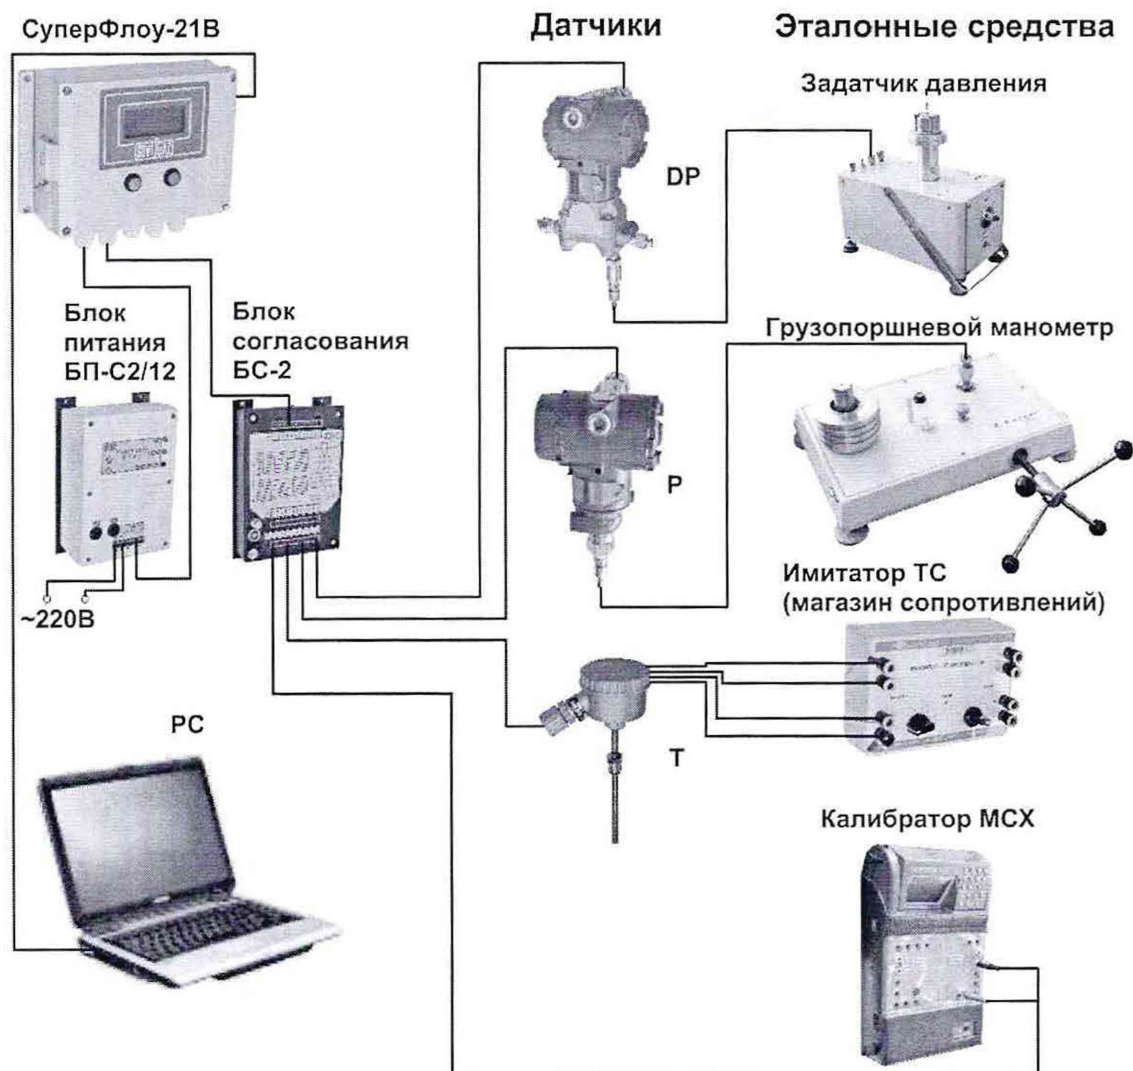 СуперФлоу-21В
Датчики
Эталонные средства
Задатчик давления
DP
Блок
питания
БП-С2/12
Блок
согласования
БС-2
Грузопоршневой манометр
P
Имитатор ТС
(магазин сопротивлений)
~220В
PC
T
Калибратор МСХ